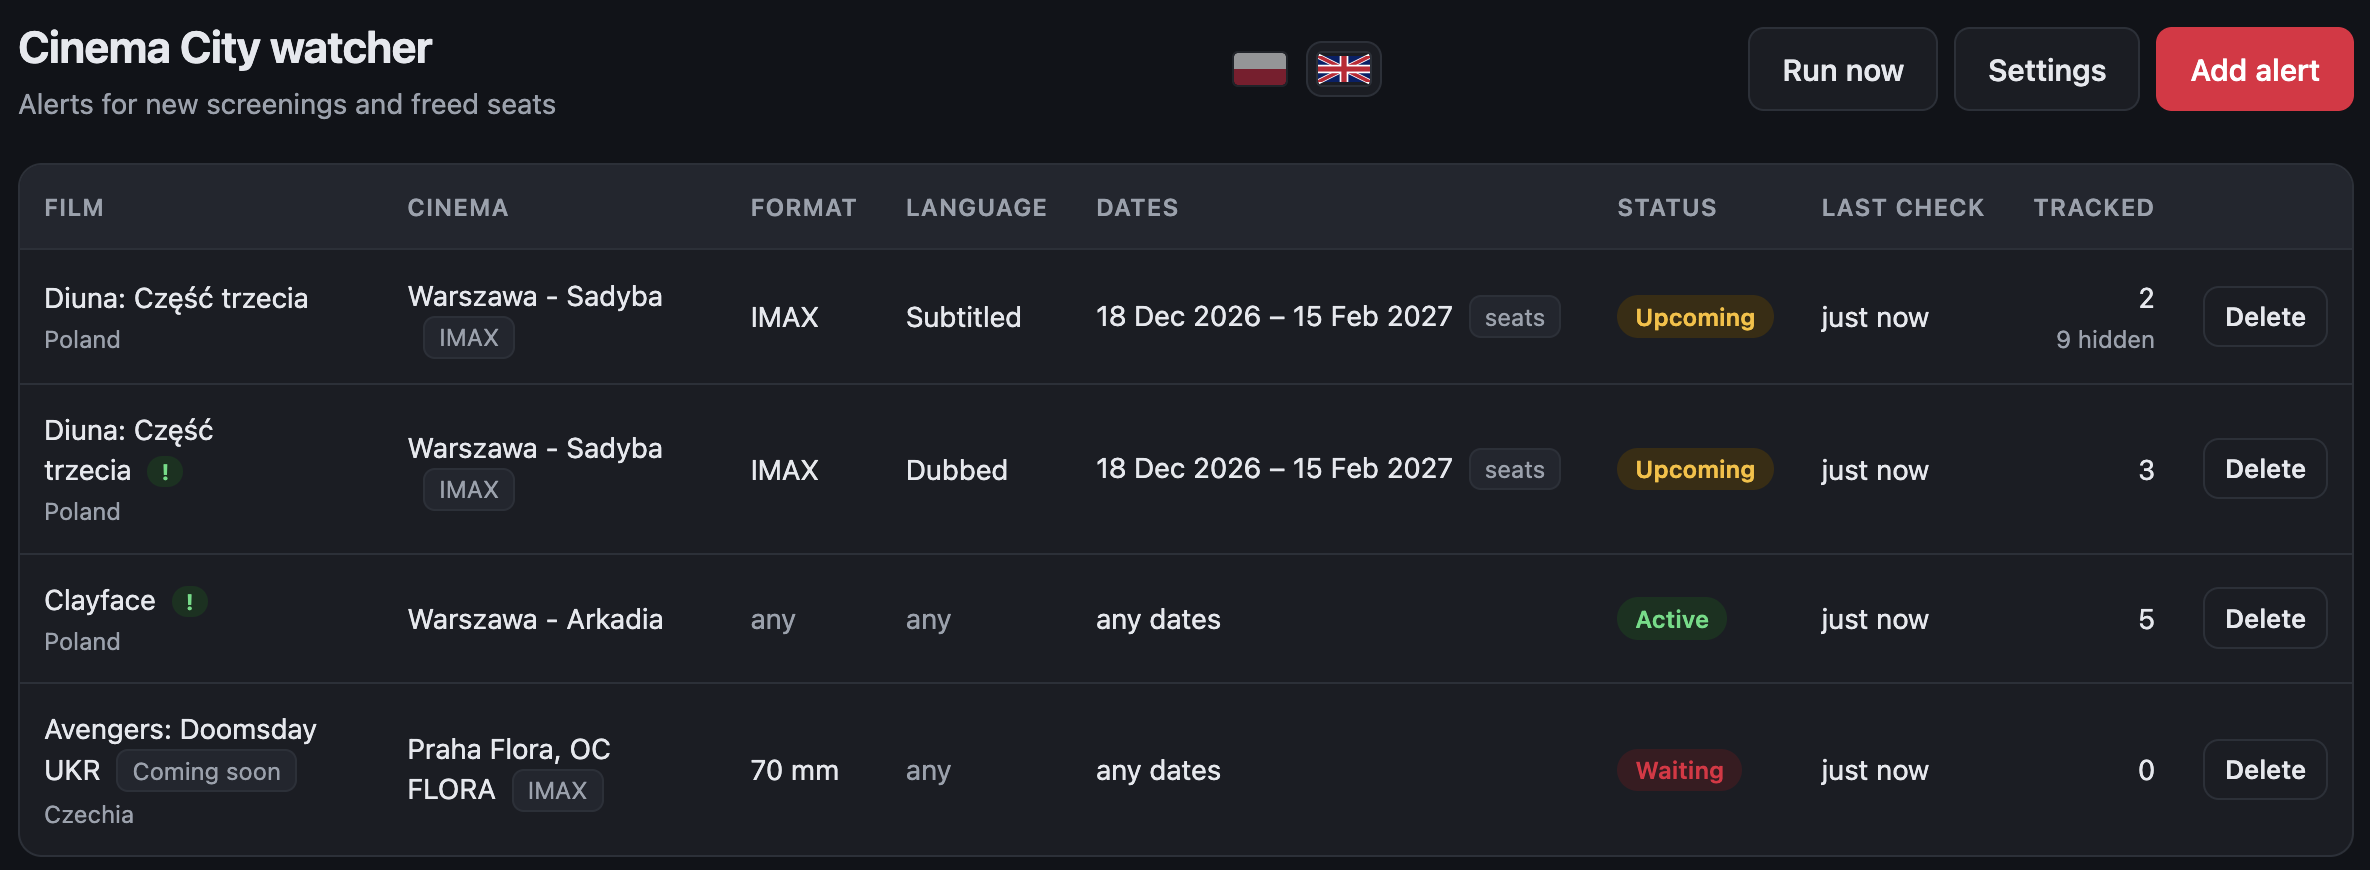 Cinema City watcher
Alerts for new screenings and freed seats
Run now
Settings
Add alert
FILM CINEMA FORMAT LANGUAGE DATES STATUS LAST CHECK TRACKED
Diuna: Część trzecia
Poland
Warszawa - Sadyba
IMAX
IMAX
Subtitled
18 Dec 2026 – 15 Feb 2027 seats
Upcoming
just now
2
9 hidden
Delete
Diuna: Część
trzecia !
Poland
Warszawa - Sadyba
IMAX
IMAX
Dubbed
18 Dec 2026 – 15 Feb 2027 seats
Upcoming
just now
3
Delete
Clayface !
Poland
Warszawa - Arkadia
any
any
any dates
Active
just now
5
Delete
Avengers: Doomsday
UKR Coming soon
Czechia
Praha Flora, OC
FLORA IMAX
70 mm
any
any dates
Waiting
just now
0
Delete